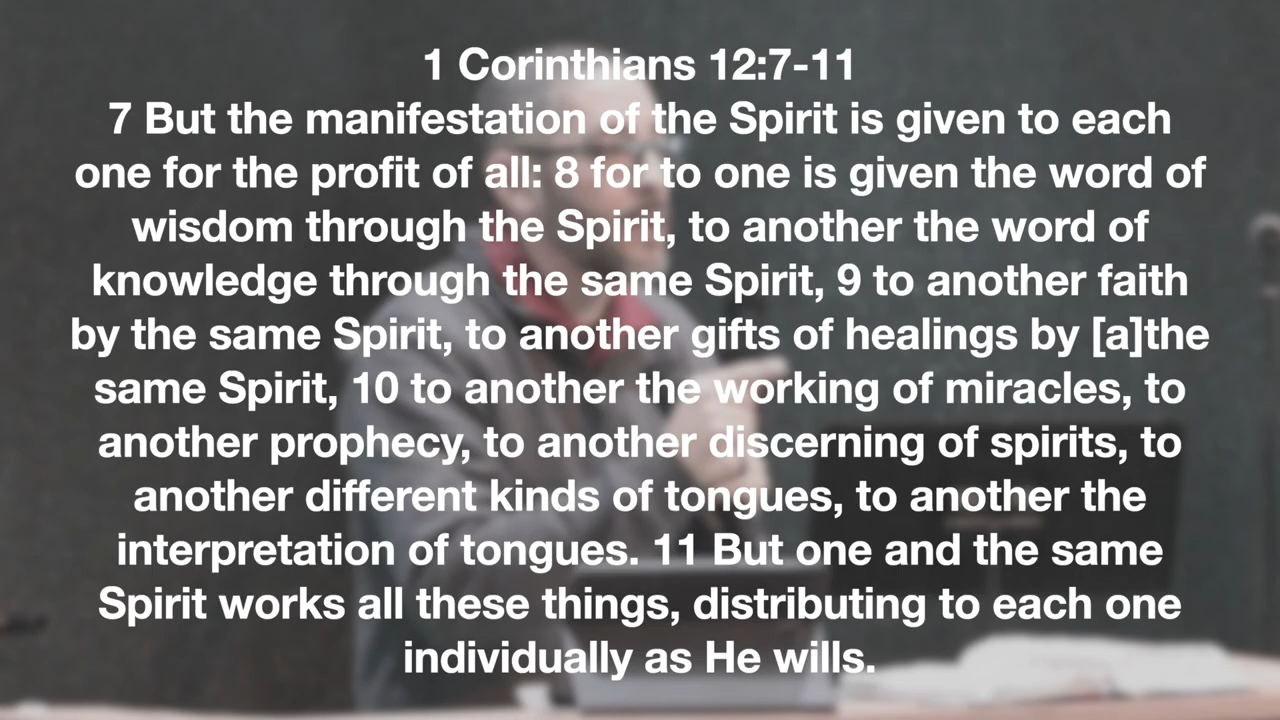 1 Corinthians 12:7-11
7 But the manifestation of the Spirit is given to each
one for the profit of all: 8 for to one is given the word of
wisdom through the Spirit, to another the word of
knowledge through the same Spirit, 9 to another faith
by the same Spirit, to another gifts of healings by [a]the
same Spirit, 10 to another the working of miracles, to
another prophecy, to another discerning of spirits, to
another different kinds of tongues, to another the
interpretation of tongues. 11 But one and the same
Spirit works all these things, distributing to each one
individually as He wills.